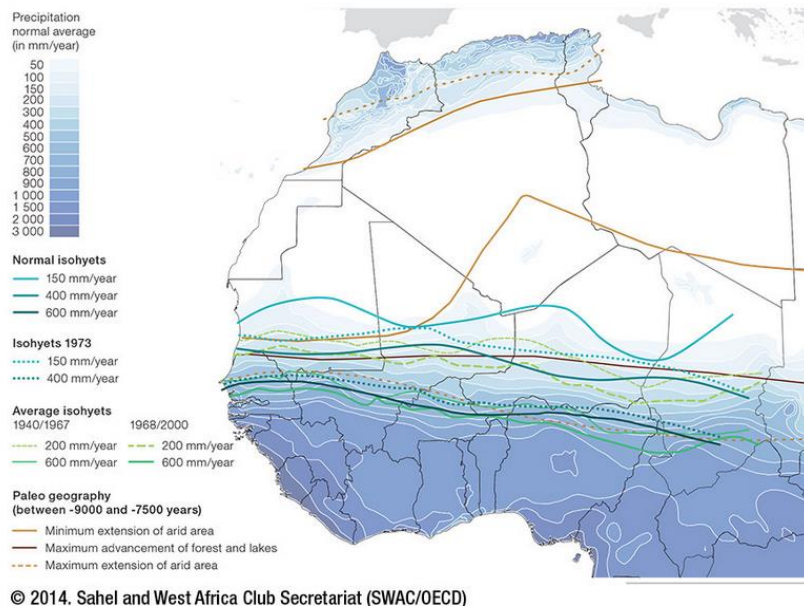 Precipitation
normal average
(in mm/year)
50
100
150
200
300
400
500
600
700
800
900
1 000
1 500
2 000
3 000
Normal isohyets
150 mm/year
400 mm/year
600 mm/year
Isohyets 1973
150 mm/year
400 mm/year
Average isohyets
1940/1967 1968/2000
200 mm/year 200 mm/year
600 mm/year 600 mm/year
Paleo geography
(between -9000 and -7500 years)
Minimum extension of arid area
Maximum advancement of forest and lakes
Maximum extension of arid area
© 2014. Sahel and West Africa Club Secretariat (SWAC/OECD)